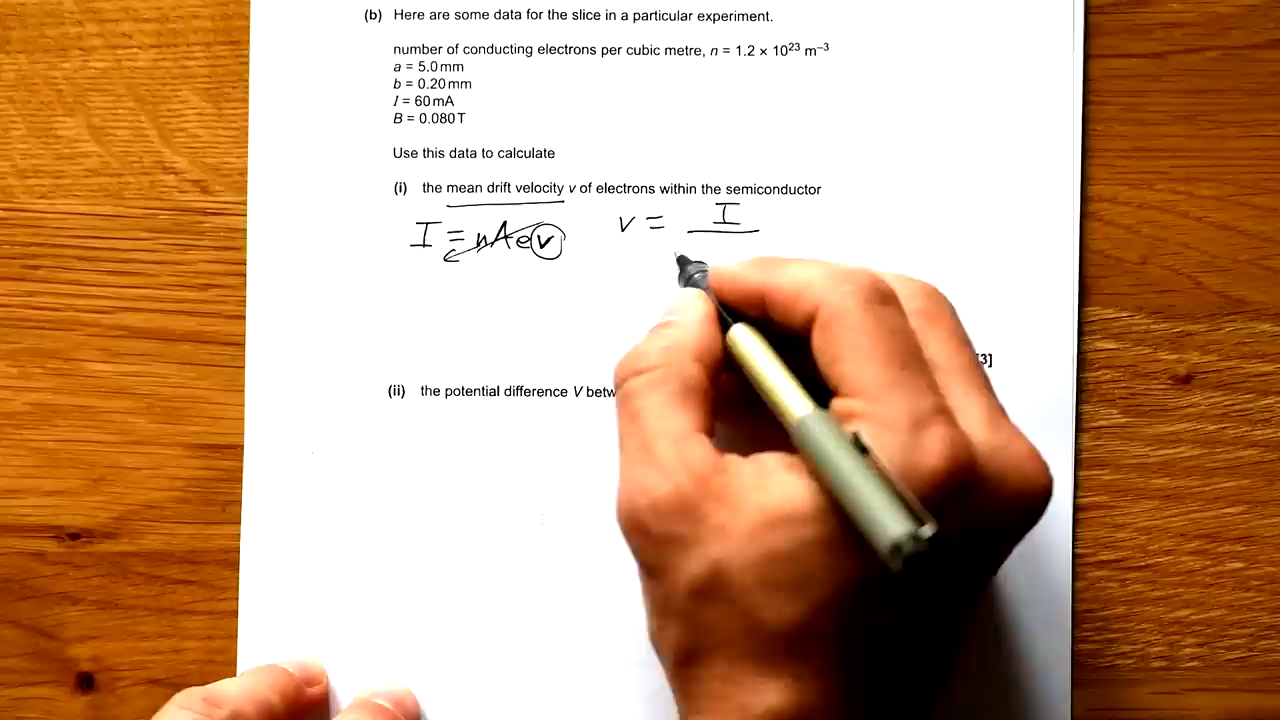 (b) Here are some data for the slice in a particular experiment.
number of conducting electrons per cubic metre, n = 1.2 × 10²³ m⁻³
a = 5.0 mm
b = 0.20 mm
I = 60 mA
B = 0.080 T
Use this data to calculate
(i) the mean drift velocity v of electrons within the semiconductor
I = nAev v = I
3]
(ii) the potential difference V